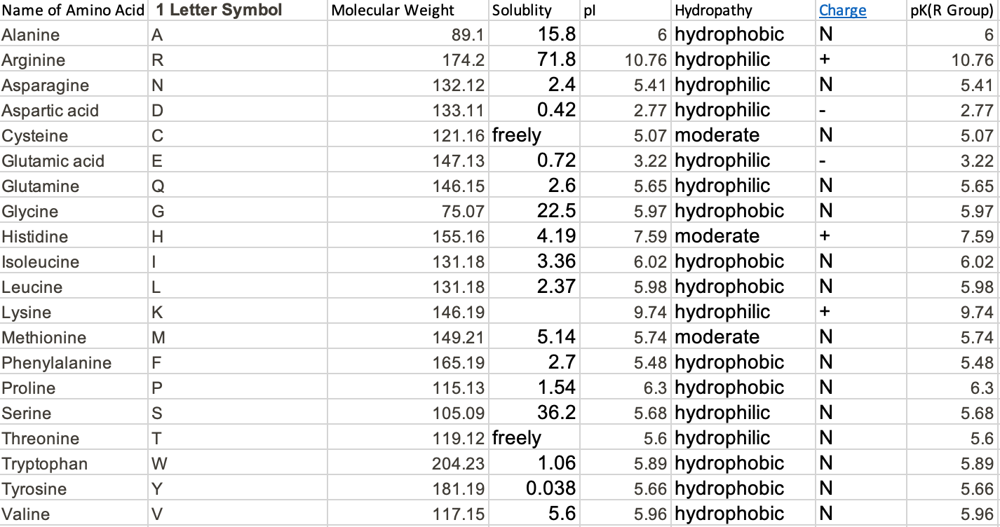 Name of Amino Acid 1 Letter Symbol Molecular Weight Solublity pI Hydropathy Charge pK(R Group)
Alanine A 89.1 15.8 6 hydrophobic N 6
Arginine R 174.2 71.8 10.76 hydrophilic + 10.76
Asparagine N 132.12 2.4 5.41 hydrophilic N 5.41
Aspartic acid D 133.11 0.42 2.77 hydrophilic - 2.77
Cysteine C 121.16 freely 5.07 moderate N 5.07
Glutamic acid E 147.13 0.72 3.22 hydrophilic - 3.22
Glutamine Q 146.15 2.6 5.65 hydrophilic N 5.65
Glycine G 75.07 22.5 5.97 hydrophobic N 5.97
Histidine H 155.16 4.19 7.59 moderate + 7.59
Isoleucine I 131.18 3.36 6.02 hydrophobic N 6.02
Leucine L 131.18 2.37 5.98 hydrophobic N 5.98
Lysine K 146.19 9.74 hydrophilic + 9.74
Methionine M 149.21 5.14 5.74 moderate N 5.74
Phenylalanine F 165.19 2.7 5.48 hydrophobic N 5.48
Proline P 115.13 1.54 6.3 hydrophobic N 6.3
Serine S 105.09 36.2 5.68 hydrophilic N 5.68
Threonine T 119.12 freely 5.6 hydrophilic N 5.6
Tryptophan W 204.23 1.06 5.89 hydrophobic N 5.89
Tyrosine Y 181.19 0.038 5.66 hydrophobic N 5.66
Valine V 117.15 5.6 5.96 hydrophobic N 5.96